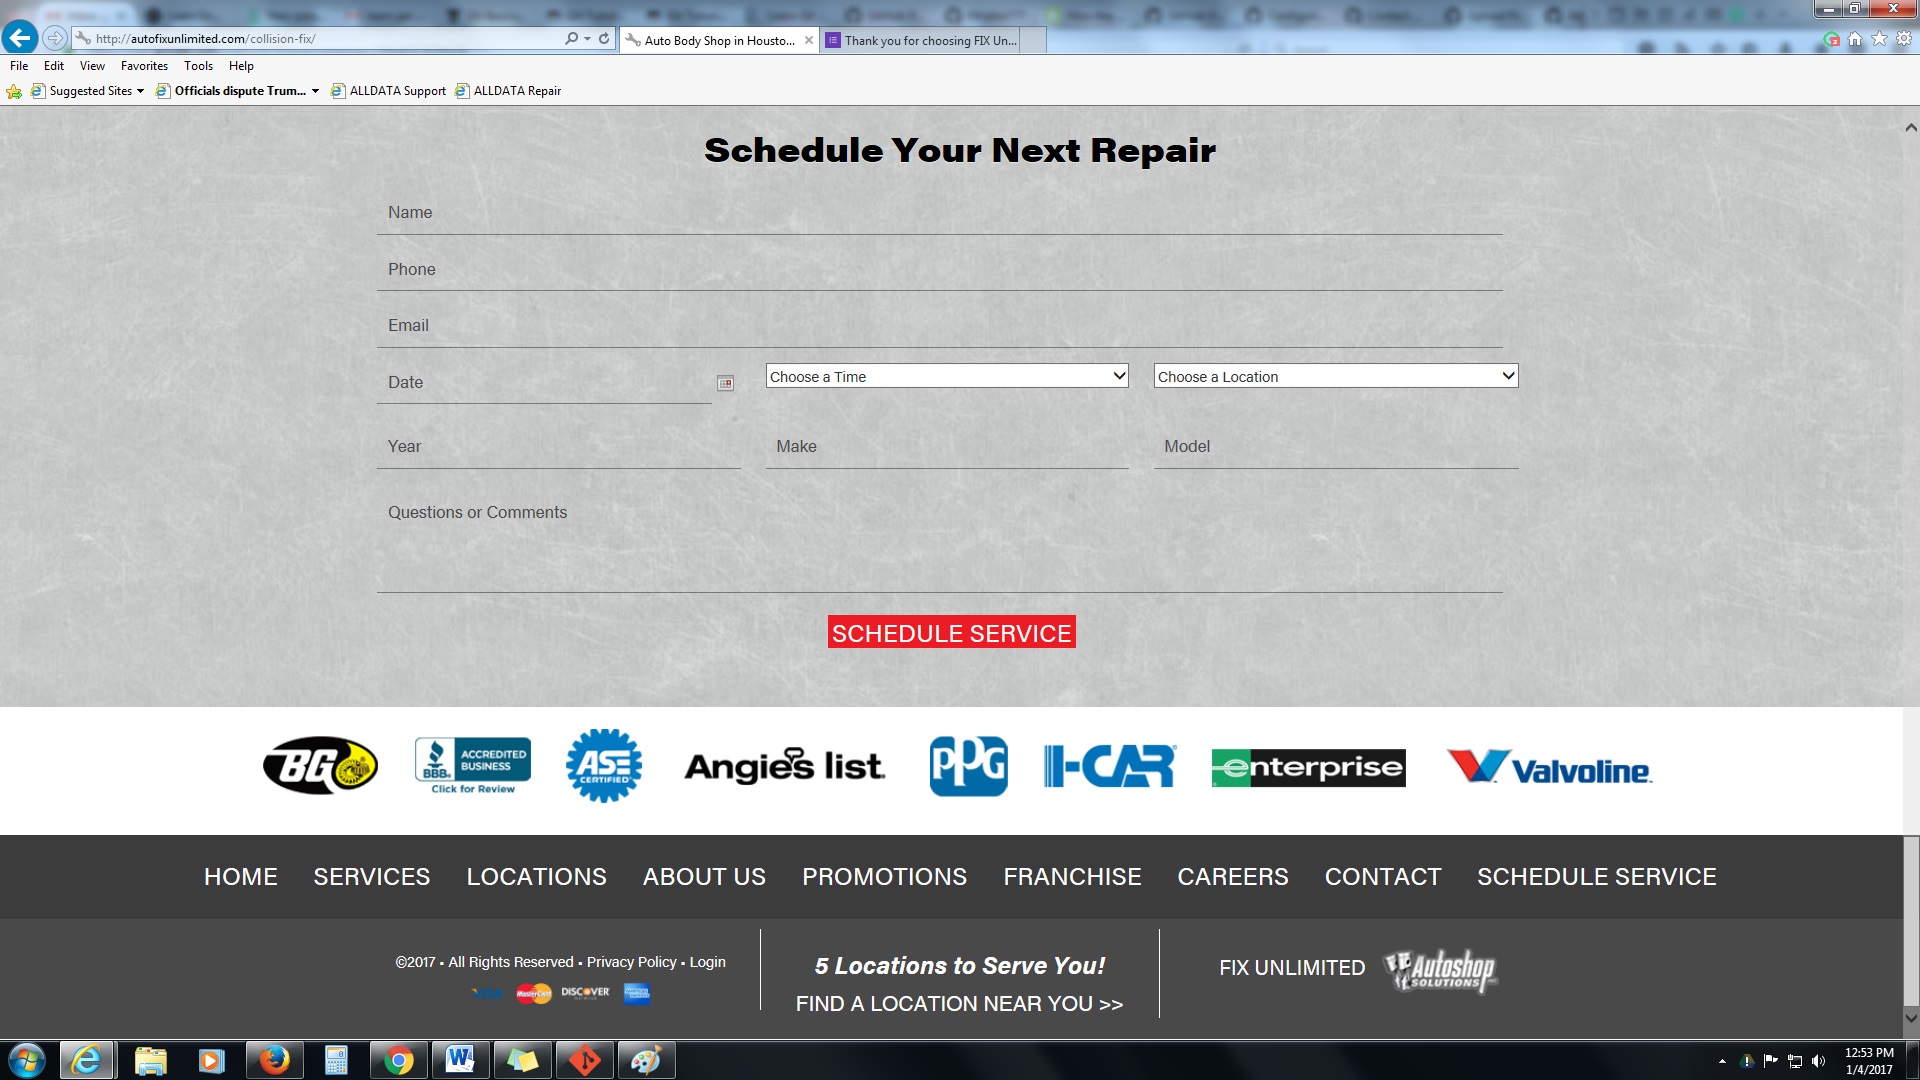 http://autofixunlimited.com/collision-fix/
Auto Body Shop in Housto...
Thank you for choosing FIX Un...
File Edit View Favorites Tools Help
Suggested Sites Officials dispute Trum... ALLDATA Support ALLDATA Repair
Schedule Your Next Repair
Name
Phone
Email
Date Choose a Time Choose a Location
Year Make Model
Questions or Comments
SCHEDULE SERVICE
BG
BBB. ACCREDITED BUSINESS Click for Review
ASE CERTIFIED
Angie's list.
PPG
I-CAR
enterprise
Valvoline
HOME SERVICES LOCATIONS ABOUT US PROMOTIONS FRANCHISE CAREERS CONTACT SCHEDULE SERVICE
©2017 • All Rights Reserved • Privacy Policy • Login
VISA MasterCard DISCOVER
5 Locations to Serve You!
FIND A LOCATION NEAR YOU >>
FIX UNLIMITED Autoshop SOLUTIONS
12:53 PM
1/4/2017